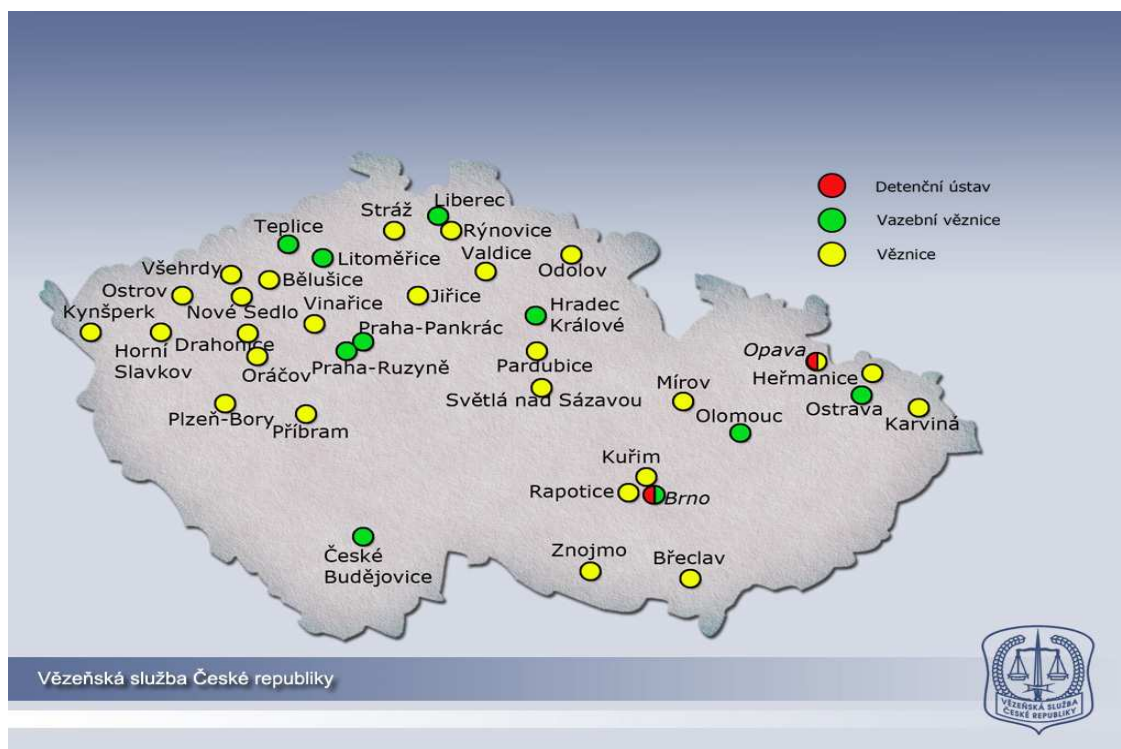 Liberec
Stráž
Rýnovice
Teplice
Litoměřice
Valdice
Odolov
Všehrdy
Bělušice
Ostrov
Nové Sedlo
Vinařice
Jiřice
Kynšperk
Hradec
Králové
Praha-Pankrác
Horní
Slavkov
Drahonice
Oráčov
Praha-Ruzyně
Pardubice
Opava
Heřmanice
Světlá nad Sázavou
Mírov
Ostrava
Karviná
Plzeň-Bory
Příbram
Olomouc
Kuřim
Rapotice
Brno
České
Budějovice
Znojmo
Břeclav
Detenční ústav
Vazební věznice
Věznice
Vězeňská služba České republiky
VĚZEŇSKÁ SLUŽBA
ČESKÉ REPUBLIKY